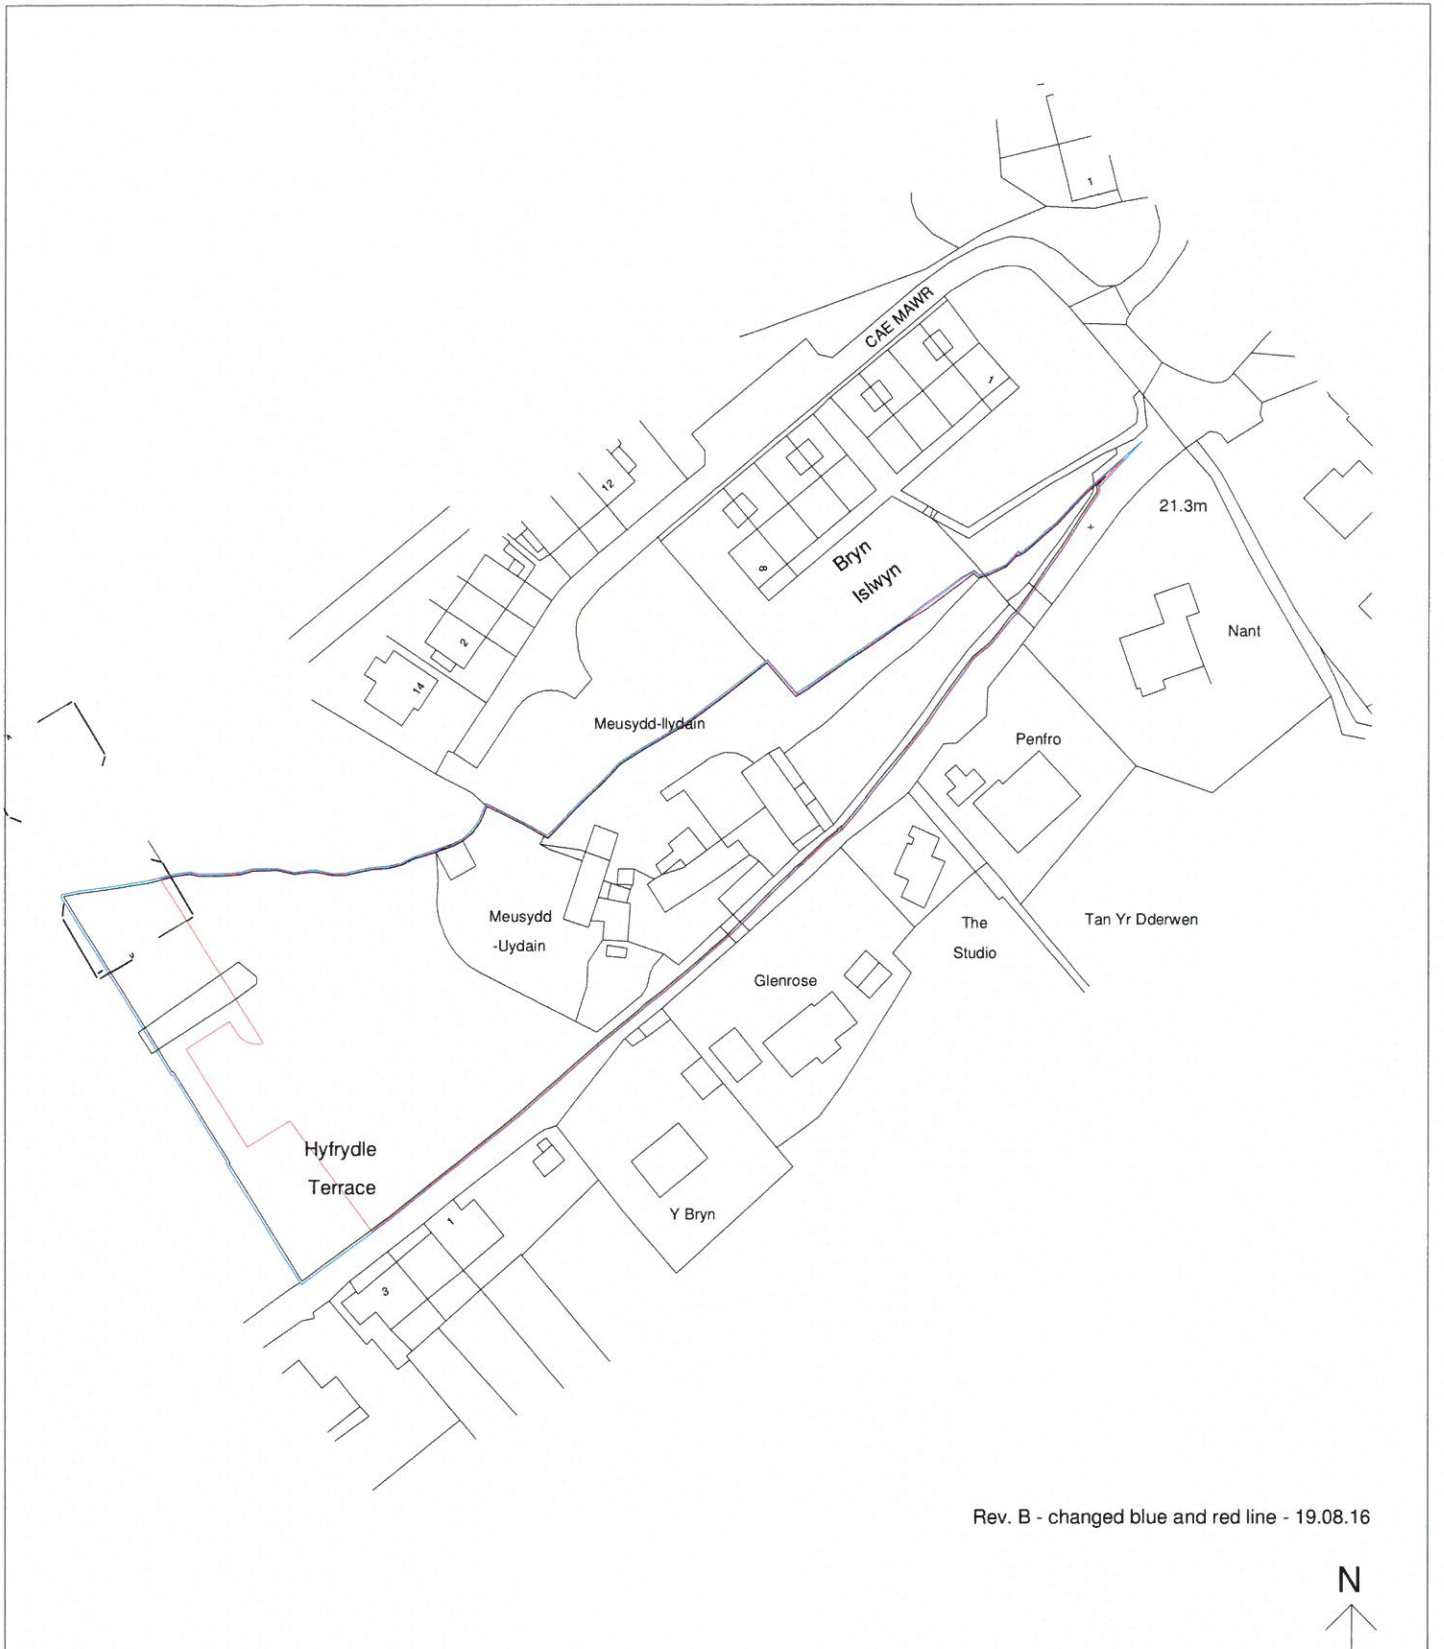 1
CAE MAWR
1
12
21.3m
Bryn
Islwyn
8
Nant
2
14
Meusydd-llydain
Penfro
Meusydd
-Uydain
The
Studio
Tan Yr Dderwen
Glenrose
Hyfrydle
Terrace
Y Bryn
1
3
Rev. B - changed blue and red line - 19.08.16
N